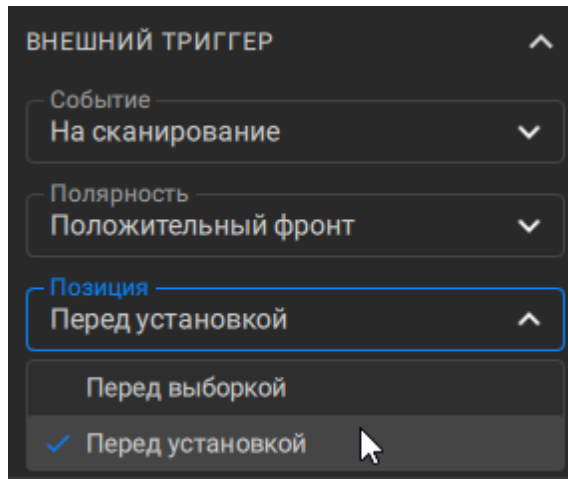 ВНЕШНИЙ ТРИГГЕР
Событие
На сканирование
Полярность
Положительный фронт
Позиция
Перед установкой
Перед выборкой
Перед установкой